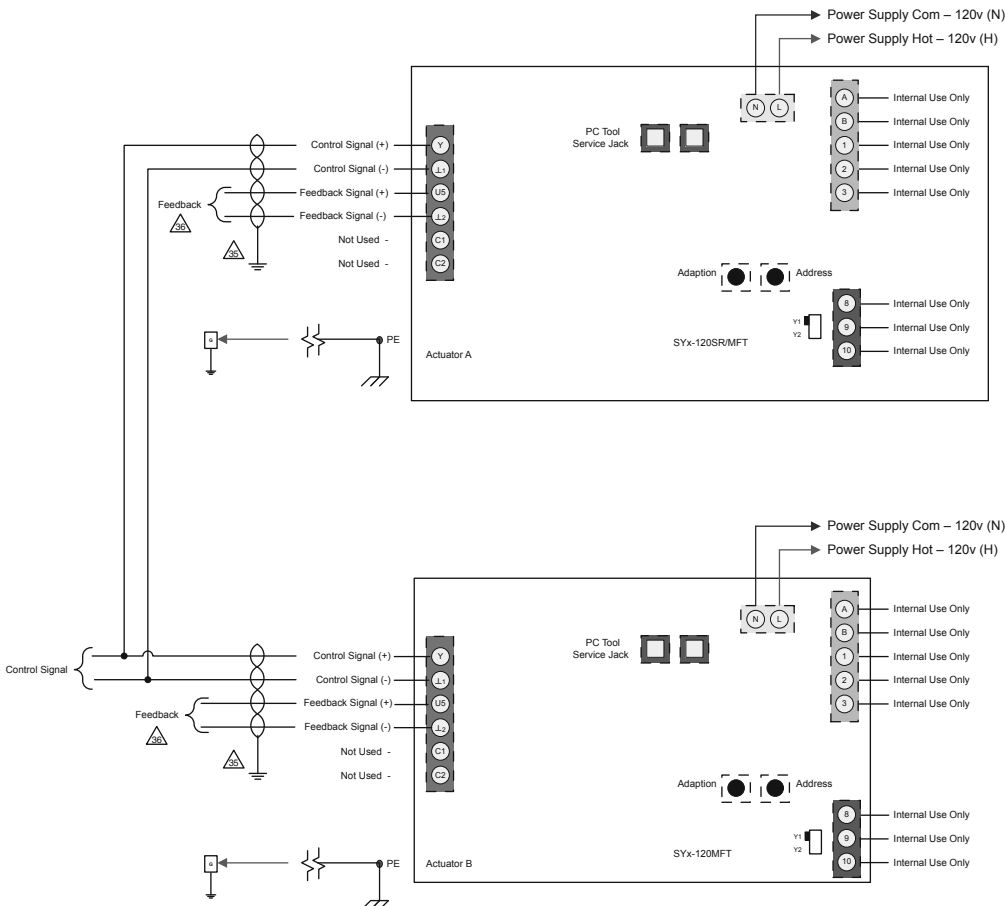 Power Supply Com – 120v (N)
Power Supply Hot – 120v (H)
N
L
A
Internal Use Only
B
Internal Use Only
1
Internal Use Only
2
Internal Use Only
3
Internal Use Only
PC Tool
Service Jack
Control Signal (+)
Y
Control Signal (-)
⊥1
Feedback Signal (+)
U5
Feedback Signal (-)
⊥2
Not Used -
C1
Not Used -
C2
Feedback
36
35
Adaption
Address
8
Internal Use Only
9
Internal Use Only
10
Internal Use Only
Y1
Y2
SYx-120SR/MFT
G
PE
Actuator A
Power Supply Com – 120v (N)
Power Supply Hot – 120v (H)
N
L
A
Internal Use Only
B
Internal Use Only
1
Internal Use Only
2
Internal Use Only
3
Internal Use Only
PC Tool
Service Jack
Control Signal
Control Signal (+)
Y
Control Signal (-)
⊥1
Feedback Signal (+)
U5
Feedback Signal (-)
⊥2
Not Used -
C1
Not Used -
C2
Feedback
36
35
Adaption
Address
8
Internal Use Only
9
Internal Use Only
10
Internal Use Only
Y1
Y2
SYx-120MFT
G
PE
Actuator B